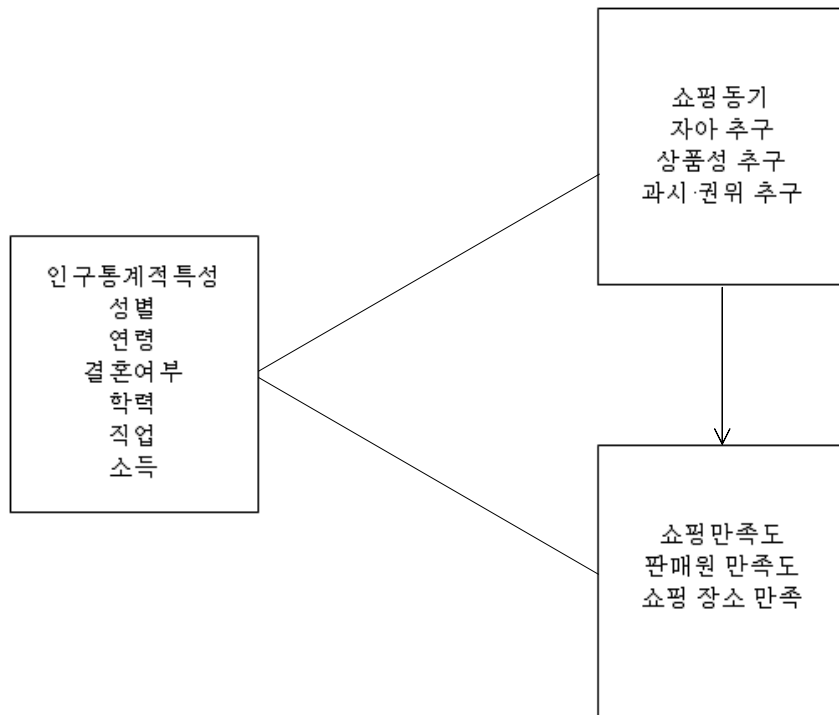 쇼핑동기
자아 추구
상품성 추구
과시·권위 추구
인구통계적특성
성별
연령
결혼여부
학력
직업
소득
쇼핑만족도
판매원 만족도
쇼핑 장소 만족